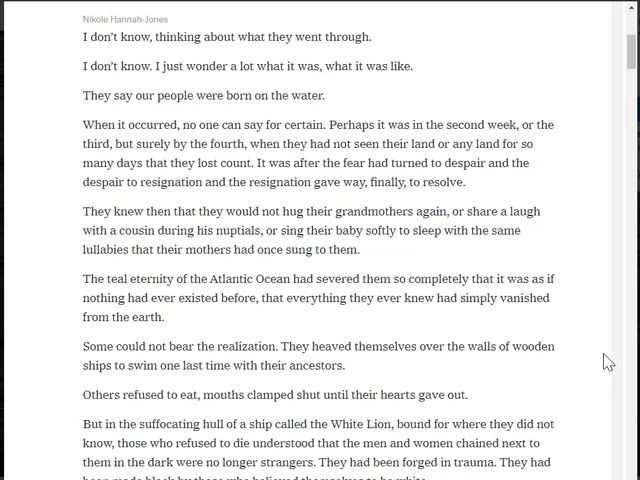 Nikole Hannah-Jones
I don't know, thinking about what they went through.
I don't know. I just wonder a lot what it was, what it was like.
They say our people were born on the water.
When it occurred, no one can say for certain. Perhaps it was in the second week, or the
third, but surely by the fourth, when they had not seen their land or any land for so
many days that they lost count. It was after the fear had turned to despair and the
despair to resignation and the resignation gave way, finally, to resolve.
They knew then that they would not hug their grandmothers again, or share a laugh
with a cousin during his nuptials, or sing their baby softly to sleep with the same
lullabies that their mothers had once sung to them.
The teal eternity of the Atlantic Ocean had severed them so completely that it was as if
nothing had ever existed before, that everything they ever knew had simply vanished
from the earth.
Some could not bear the realization. They heaved themselves over the walls of wooden
ships to swim one last time with their ancestors.
Others refused to eat, mouths clamped shut until their hearts gave out.
But in the suffocating hull of a ship called the White Lion, bound for where they did not
know, those who refused to die understood that the men and women chained next to
them in the dark were no longer strangers. They had been forged in trauma. They had
been made black by those who believed themselves to be white.